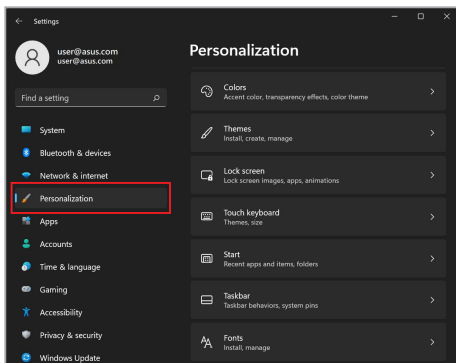 Settings
user@asus.com
user@asus.com
Find a setting
System
Bluetooth & devices
Network & internet
Personalization
Apps
Accounts
Time & language
Gaming
Accessibility
Privacy & security
Windows Update
Personalization
Colors
Accent color, transparency effects, color theme
Themes
Install, create, manage
Lock screen
Lock screen images, apps, animations
Touch keyboard
Themes, size
Start
Recent apps and items, folders
Taskbar
Taskbar behaviors, system pins
Fonts
Install, manage